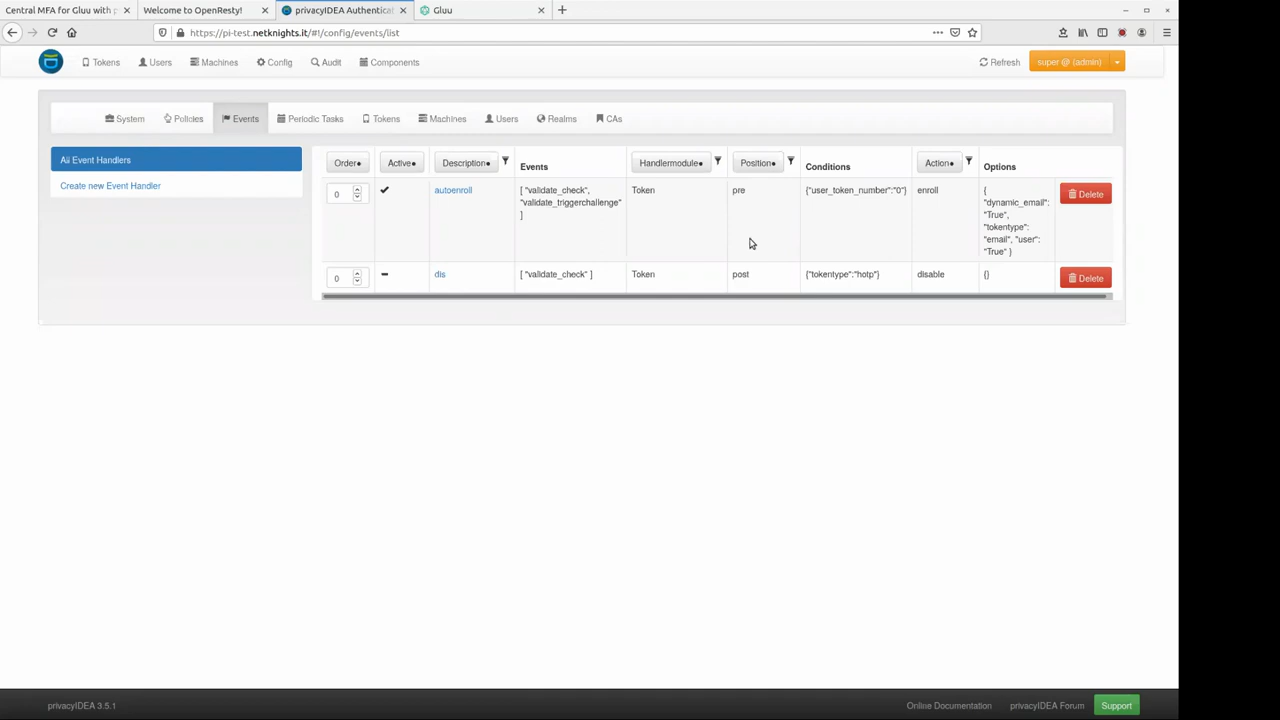 Central MFA for Gluu with p
Welcome to OpenResty!
privacyIDEA Authenticat
Gluu
https://pi-test.netknights.it/#!/config/events/list
Tokens
Users
Machines
Config
Audit
Components
Refresh
super @ (admin)
System
Policies
Events
Periodic Tasks
Tokens
Machines
Users
Realms
CAs
All Event Handlers
Create new Event Handler
Order
Active
Description
Events
Handlermodule
Position
Conditions
Action
Options
0
autoenroll
[ "validate_check",
"validate_triggerchallenge"
]
Token
pre
{"user_token_number":"0"}
enroll
{
"dynamic_email":
"True",
"tokentype":
"email", "user":
"True" }
Delete
0
dis
[ "validate_check" ]
Token
post
{"tokentype":"hotp"}
disable
{}
Delete
privacyIDEA 3.5.1
Online Documentation
privacyIDEA Forum
Support